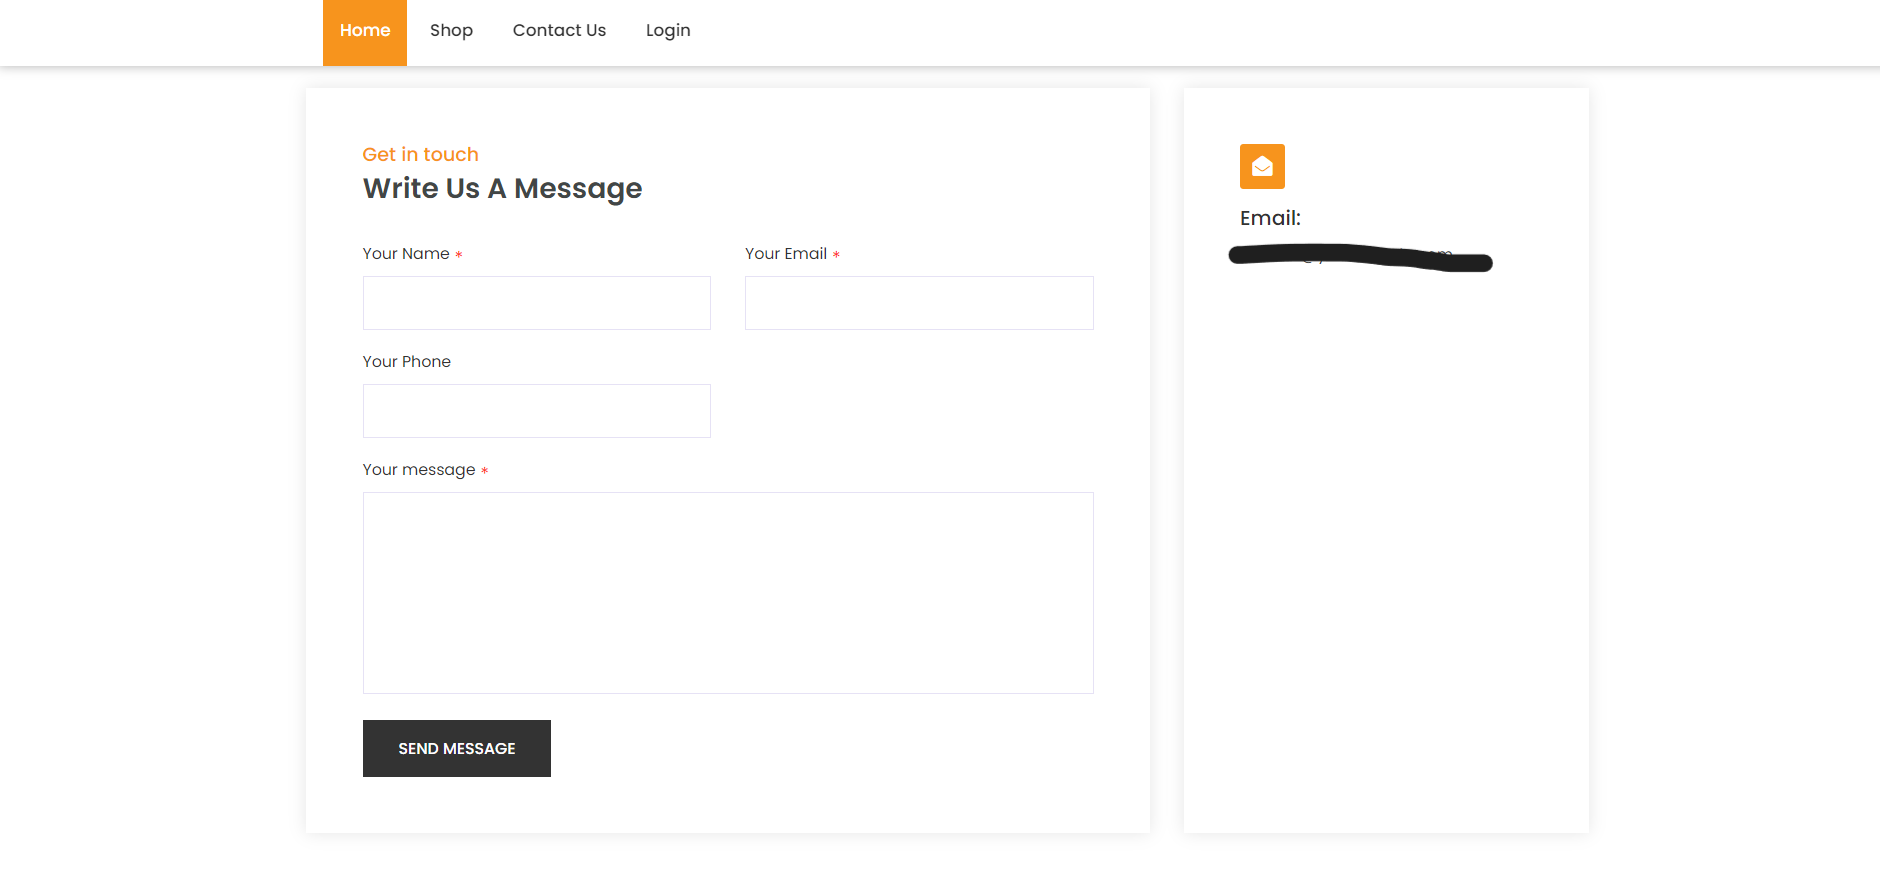 Home Shop Contact Us Login
Get in touch
Write Us A Message
Your Name * Your Email *
Your Phone
Your message *
SEND MESSAGE
Email: